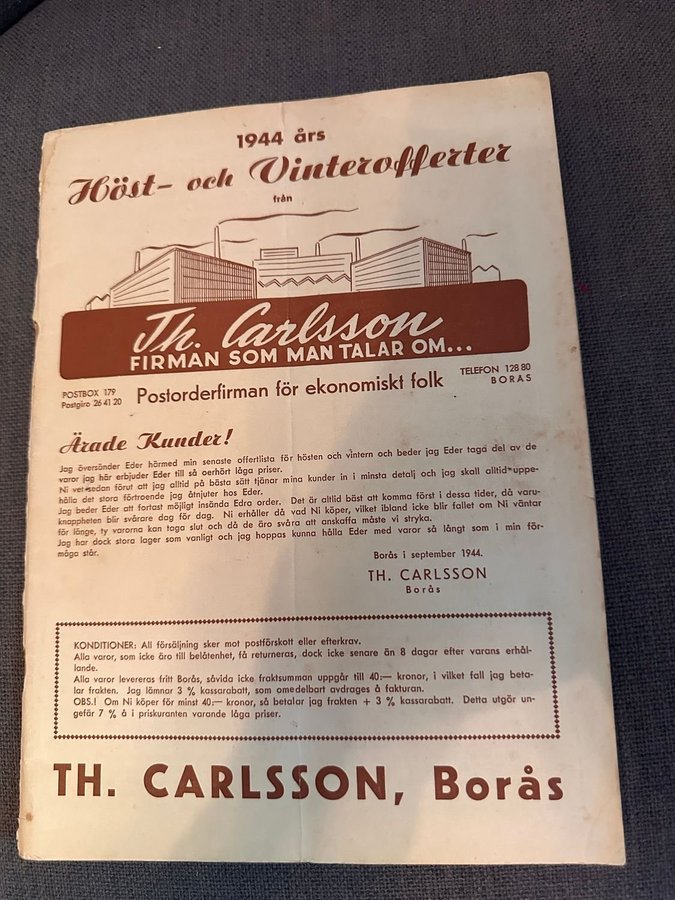 1944 års
Höst- och Vinterofferter
från
Th. Carlsson
FIRMAN SOM MAN TALAR OM...
POSTBOX 179
Postgiro 26 41 20
Postorderfirman för ekonomiskt folk
TELEFON 128 80
BORÅS
Ärade Kunder!
Jag översänder Eder härmed min senaste offertlista för hösten och vintern och beder jag Eder taga del av de
varor jag här erbjuder Eder till så oerhört låga priser.
Ni vet sedan förut att jag alltid på bästa sätt tjänar mina kunder in i minsta detalj och jag skall alltid uppe-
hålla det stora förtroende jag åtnjuter hos Eder.
Jag beder Eder att fortast möjligt insända Edra order. Det är altid bäst att komma först i dessa tider, då varu-
knappheten blir svårare dag för dag. Ni erhåller då vad Ni köper, vilket ibland icke blir fallet om Ni väntar
för länge, ty varorna kan taga slut och då de äro svåra att anskaffa måste vi stryka.
Jag har dock stora lager som vanligt och jag hoppas kunna hålla Eder med varor så långt som i min för-
måga står.
Borås i september 1944.
TH. CARLSSON
Borås
KONDITIONER: All försäljning sker mot postförskott eller efterkrav.
Alla varor, som icke äro till belåtenhet, få returneras, dock icke senare än 8 dagar efter varans erhål-
lande.
Alla varor levereras fritt Borås, såvida icke fraktsumman uppgår till 40:— kronor, i vilket fall jag beta-
lar frakten. Jag lämnar 3 % kassarabatt, som omedelbart avdrages å fakturan.
OBS.! Om Ni köper för minst 40:— kronor, så betalar jag frakten + 3 % kassarabatt. Detta utgör un-
gefär 7 % å i priskuranten varande låga priser.
TH. CARLSSON, Borås